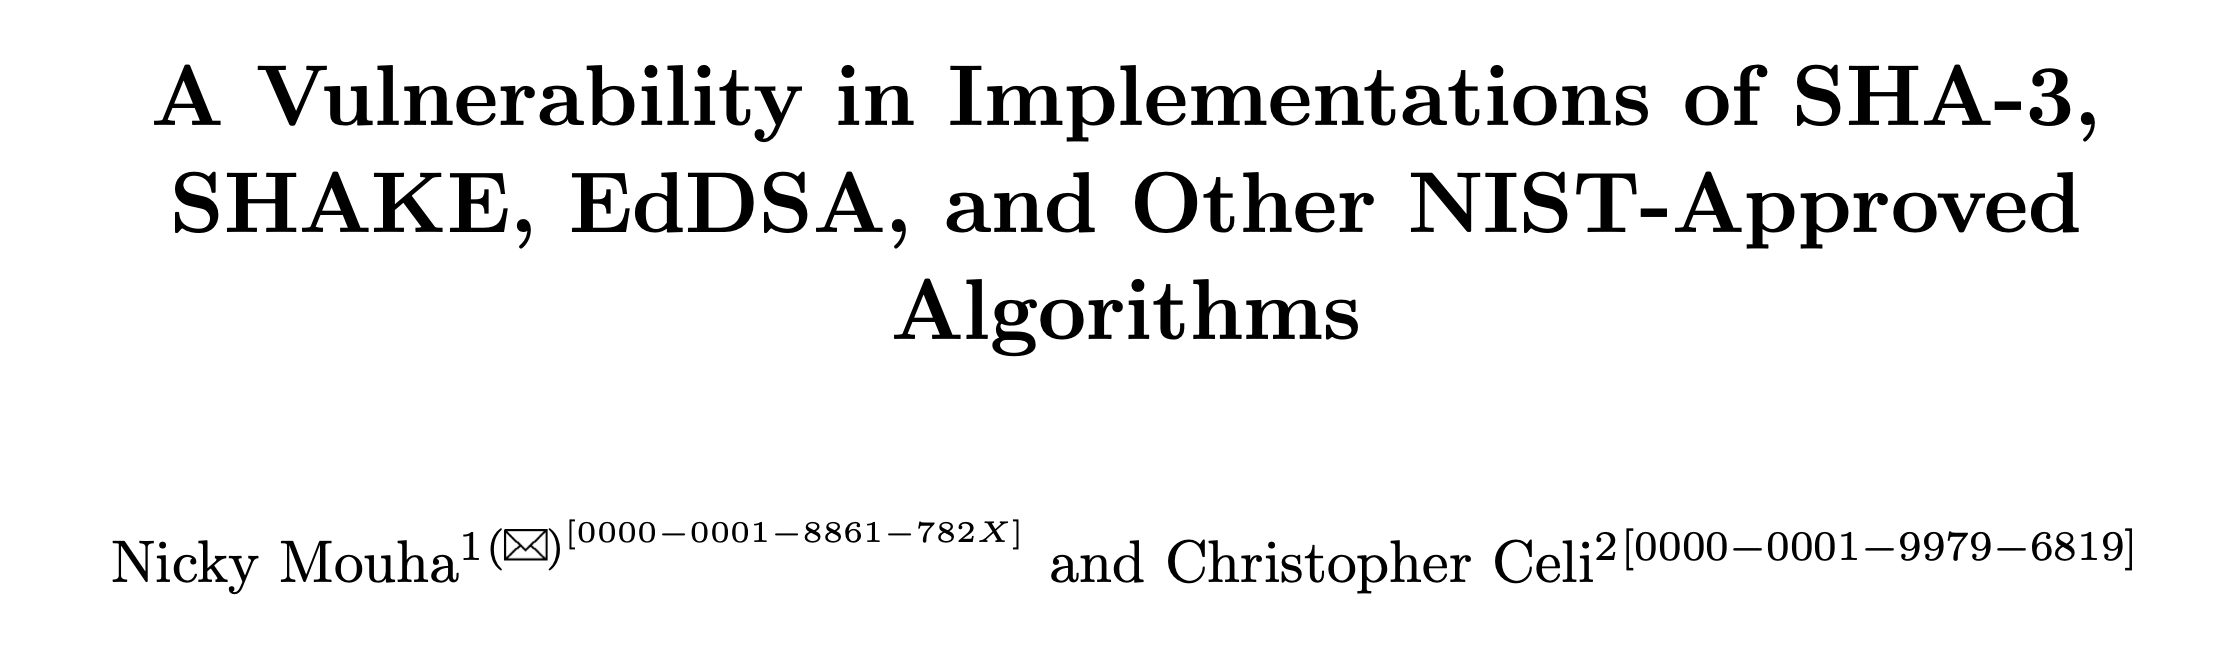 A Vulnerability in Implementations of SHA-3,
SHAKE, EdDSA, and Other NIST-Approved
Algorithms
Nicky Mouha1(✉)[0000−0001−8861−782X] and Christopher Celi2[0000−0001−9979−6819]